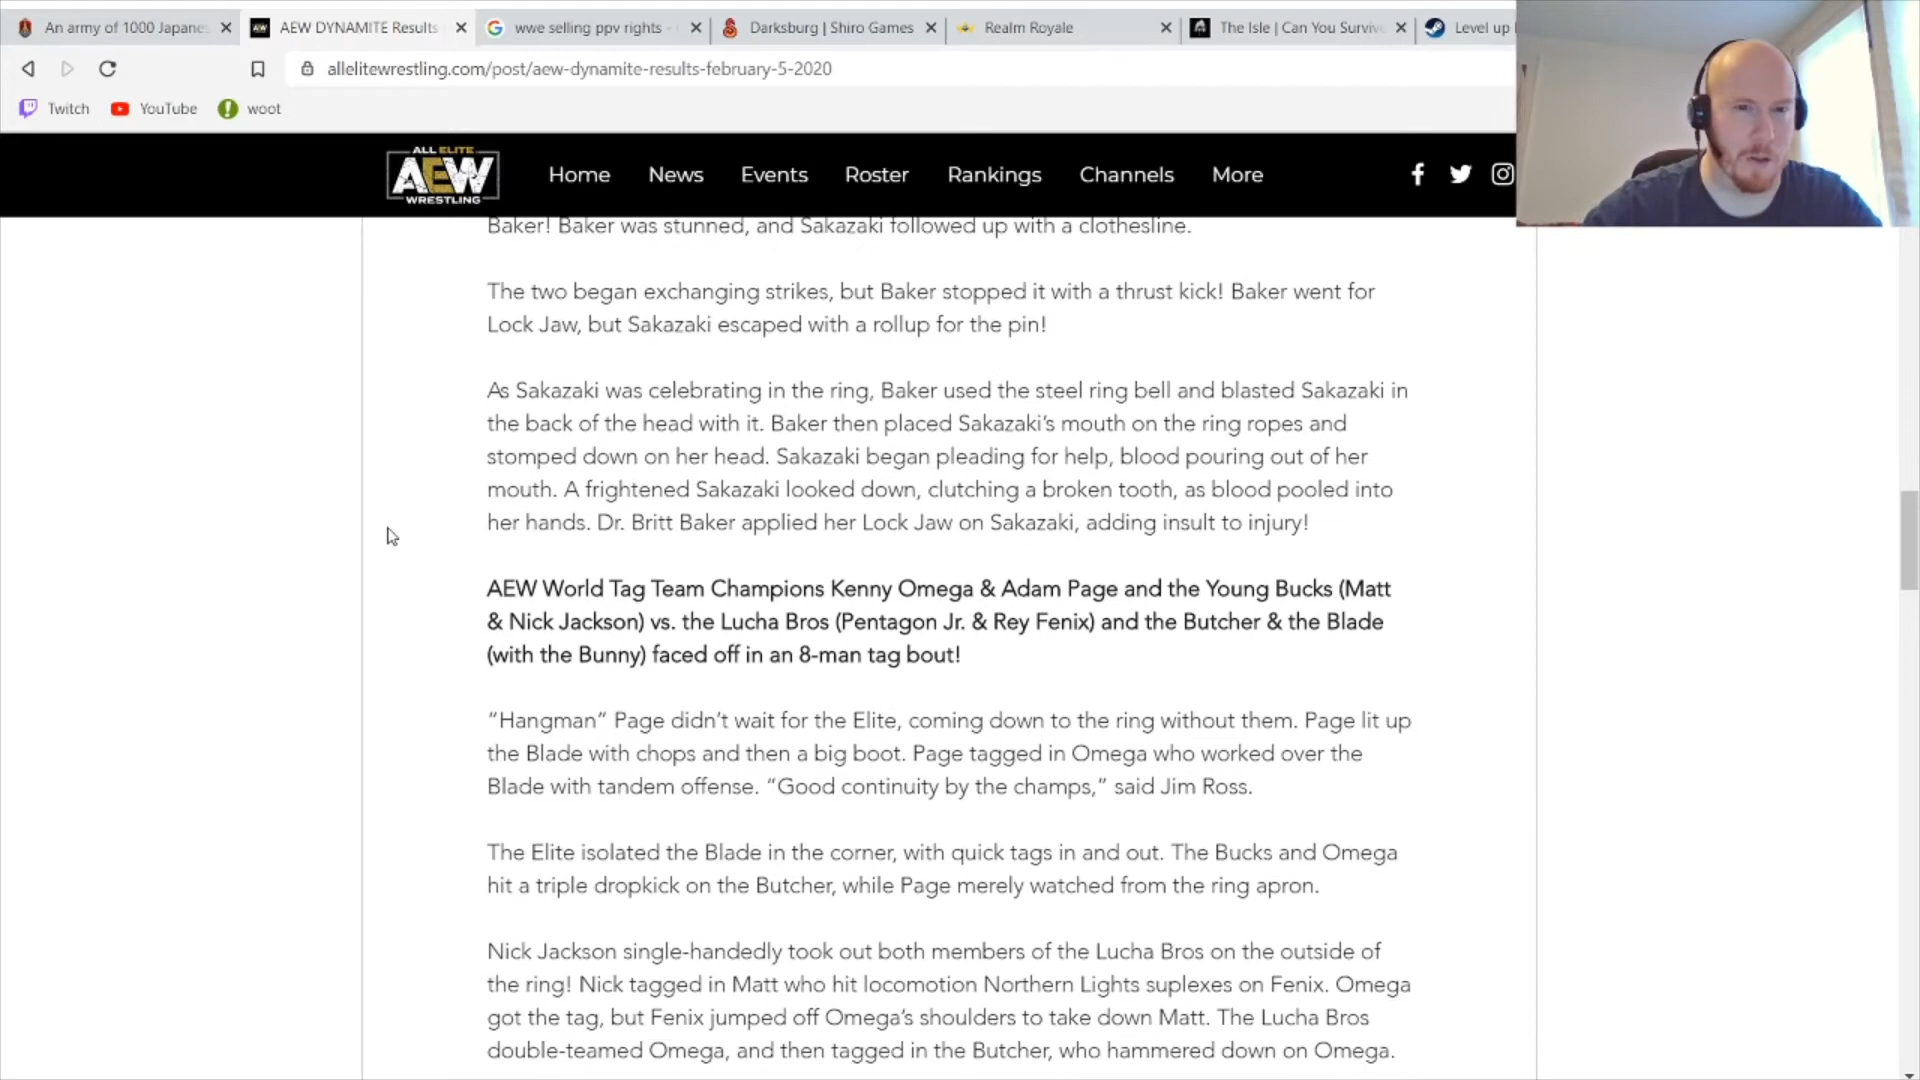 An army of 1000 Japane
AEW DYNAMITE Results
wwe selling ppv rights -
Darksburg | Shiro Games
Realm Royale
The Isle | Can You Surviv
Level up
allelitewrestling.com/post/aew-dynamite-results-february-5-2020
Twitch YouTube woot
ALL ELITE
AEW
WRESTLING
Home News Events Roster Rankings Channels More
Baker! Baker was stunned, and Sakazaki followed up with a clothesline.
The two began exchanging strikes, but Baker stopped it with a thrust kick! Baker went for
Lock Jaw, but Sakazaki escaped with a rollup for the pin!
As Sakazaki was celebrating in the ring, Baker used the steel ring bell and blasted Sakazaki in
the back of the head with it. Baker then placed Sakazaki’s mouth on the ring ropes and
stomped down on her head. Sakazaki began pleading for help, blood pouring out of her
mouth. A frightened Sakazaki looked down, clutching a broken tooth, as blood pooled into
her hands. Dr. Britt Baker applied her Lock Jaw on Sakazaki, adding insult to injury!
AEW World Tag Team Champions Kenny Omega & Adam Page and the Young Bucks (Matt
& Nick Jackson) vs. the Lucha Bros (Pentagon Jr. & Rey Fenix) and the Butcher & the Blade
(with the Bunny) faced off in an 8-man tag bout!
“Hangman” Page didn’t wait for the Elite, coming down to the ring without them. Page lit up
the Blade with chops and then a big boot. Page tagged in Omega who worked over the
Blade with tandem offense. “Good continuity by the champs,” said Jim Ross.
The Elite isolated the Blade in the corner, with quick tags in and out. The Bucks and Omega
hit a triple dropkick on the Butcher, while Page merely watched from the ring apron.
Nick Jackson single-handedly took out both members of the Lucha Bros on the outside of
the ring! Nick tagged in Matt who hit locomotion Northern Lights suplexes on Fenix. Omega
got the tag, but Fenix jumped off Omega’s shoulders to take down Matt. The Lucha Bros
double-teamed Omega, and then tagged in the Butcher, who hammered down on Omega.